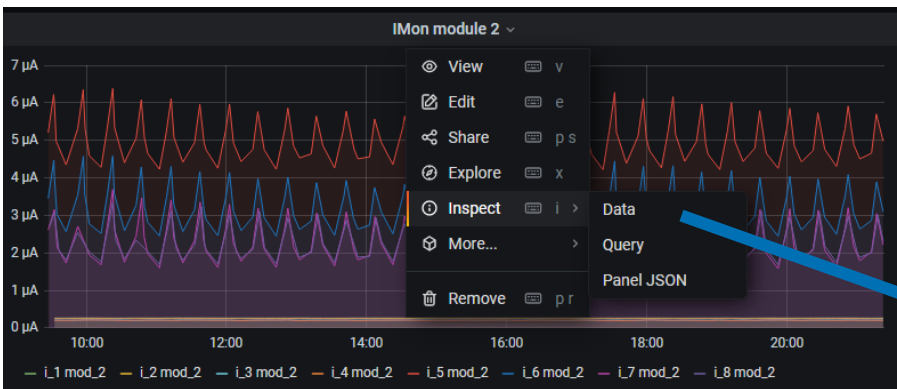 IMon module 2
7 µA
6 µA
5 µA
4 µA
3 µA
2 µA
1 µA
0 µA
10:00 12:00 14:00 16:00 18:00 20:00
View v
Edit e
Share p s
Explore x
Inspect i
More...
Remove p r
Data
Query
Panel JSON
i_1 mod_2 i_2 mod_2 i_3 mod_2 i_4 mod_2 i_5 mod_2 i_6 mod_2 i_7 mod_2 i_8 mod_2